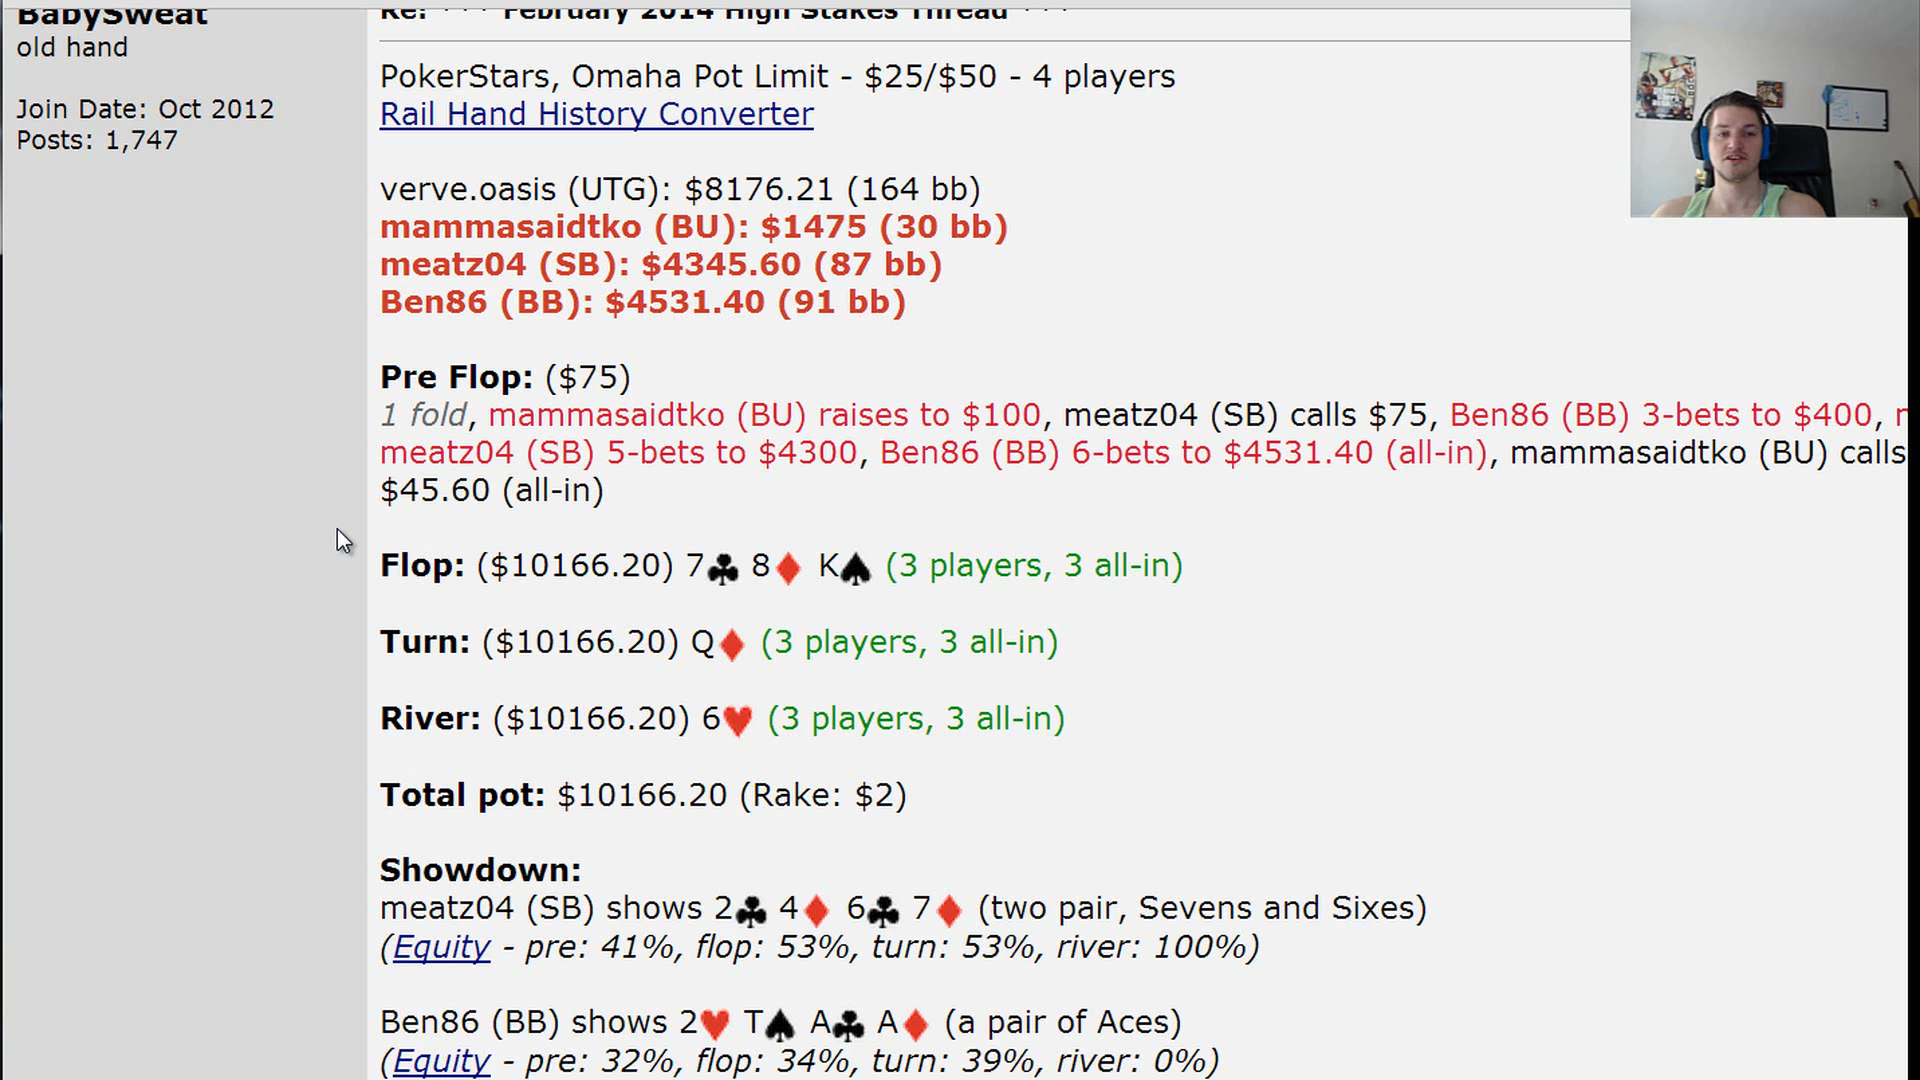 BabySweat
old hand
Join Date: Oct 2012
Posts: 1,747
Re: * * * February 2014 High Stakes Thread * * *
PokerStars, Omaha Pot Limit - $25/$50 - 4 players
Rail Hand History Converter
verve.oasis (UTG): $8176.21 (164 bb)
mammasaidtko (BU): $1475 (30 bb)
meatz04 (SB): $4345.60 (87 bb)
Ben86 (BB): $4531.40 (91 bb)
Pre Flop: ($75)
1 fold, mammasaidtko (BU) raises to $100, meatz04 (SB) calls $75, Ben86 (BB) 3-bets to $400,
meatz04 (SB) 5-bets to $4300, Ben86 (BB) 6-bets to $4531.40 (all-in), mammasaidtko (BU) calls
$45.60 (all-in)
Flop: ($10166.20) 7♣ 8♦ K♠ (3 players, 3 all-in)
Turn: ($10166.20) Q♦ (3 players, 3 all-in)
River: ($10166.20) 6♥ (3 players, 3 all-in)
Total pot: $10166.20 (Rake: $2)
Showdown:
meatz04 (SB) shows 2♣ 4♦ 6♣ 7♦ (two pair, Sevens and Sixes)
(Equity - pre: 41%, flop: 53%, turn: 53%, river: 100%)
Ben86 (BB) shows 2♥ T♠ A♣ A♦ (a pair of Aces)
(Equity - pre: 32%, flop: 34%, turn: 39%, river: 0%)